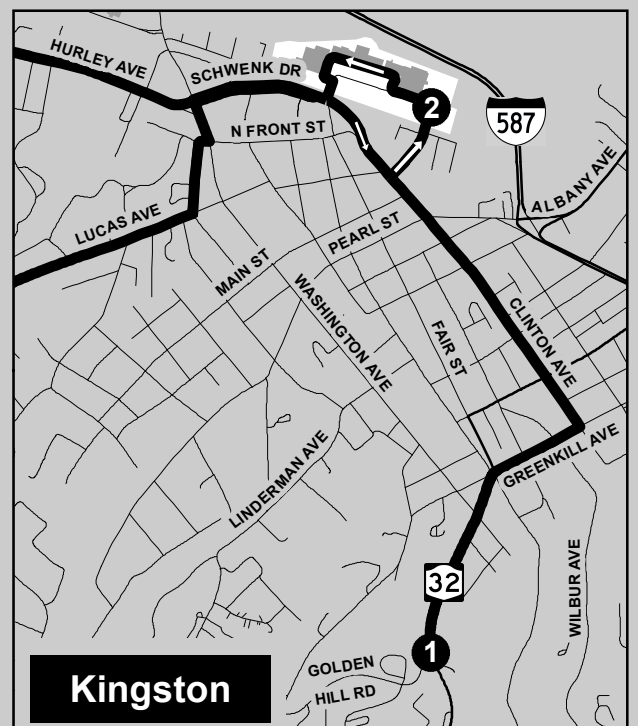 HURLEY AVE
SCHWENK DR
2
587
N FRONT ST
ALBANY AVE
LUCAS AVE
PEARL ST
MAIN ST
WASHINGTON AVE
FAIR ST
CLINTON AVE
GREENKILL AVE
LINDERMAN AVE
WILBUR AVE
32
1
GOLDEN
HILL RD
Kingston